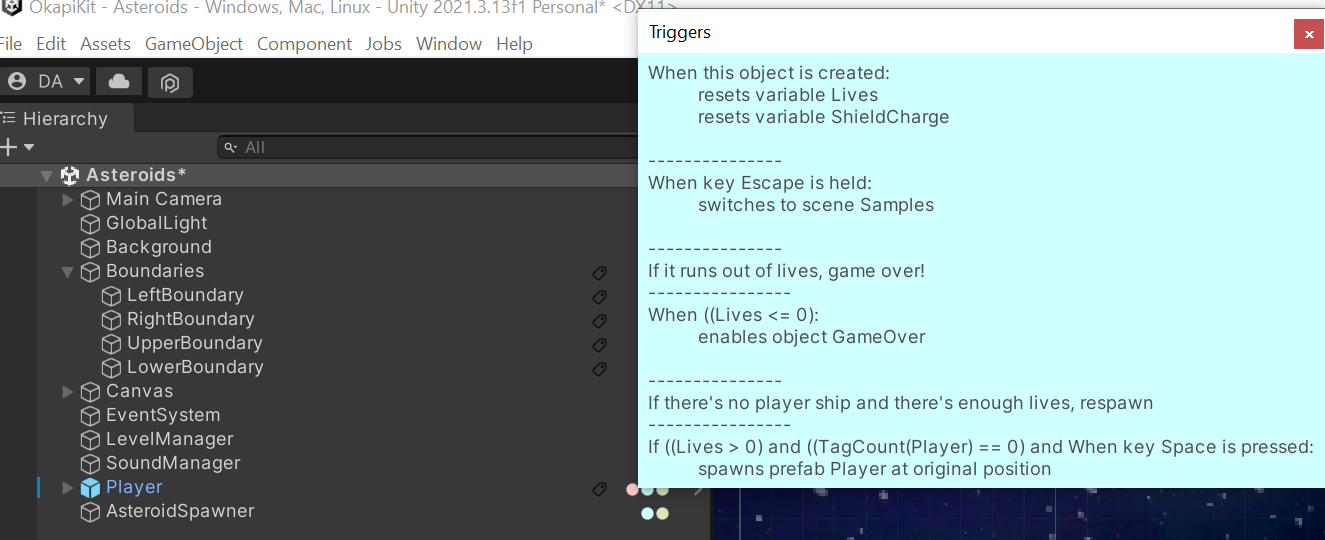 OkapiKit - Asteroids - Windows, Mac, Linux - Unity 2021.3.13f1 Personal* <DX11>
File Edit Assets GameObject Component Jobs Window Help
DA
Hierarchy
All
Asteroids*
Main Camera
GlobalLight
Background
Boundaries
LeftBoundary
RightBoundary
UpperBoundary
LowerBoundary
Canvas
EventSystem
LevelManager
SoundManager
Player
AsteroidSpawner
Triggers
When this object is created:
resets variable Lives
resets variable ShieldCharge
---------------
When key Escape is held:
switches to scene Samples
---------------
If it runs out of lives, game over!
----------------
When ((Lives <= 0):
enables object GameOver
---------------
If there's no player ship and there's enough lives, respawn
----------------
If ((Lives > 0) and ((TagCount(Player) == 0) and When key Space is pressed:
spawns prefab Player at original position